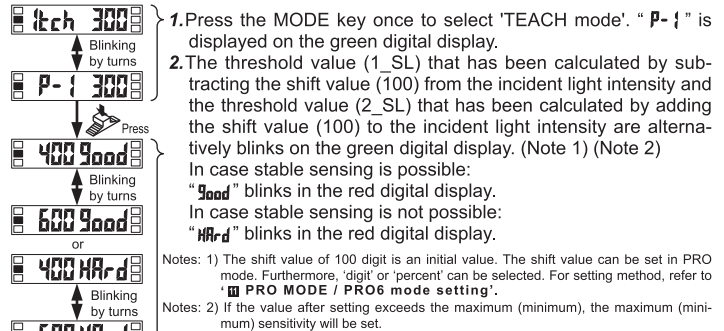 1tch 300
Blinking
by turns
P-1 300
Press
400 good
Blinking
by turns
600 good
or
400 HArd
Blinking
by turns
1.Press the MODE key once to select 'TEACH mode'. “ P-1 ” is
displayed on the green digital display.
2.The threshold value (1_SL) that has been calculated by sub-
tracting the shift value (100) from the incident light intensity and
the threshold value (2_SL) that has been calculated by adding
the shift value (100) to the incident light intensity are alterna-
tively blinks on the green digital display. (Note 1) (Note 2)
In case stable sensing is possible:
“ good ” blinks in the red digital display.
In case stable sensing is not possible:
“ HArd ” blinks in the red digital display.
Notes: 1) The shift value of 100 digit is an initial value. The shift value can be set in PRO
mode. Furthermore, 'digit' or 'percent' can be selected. For setting method, refer to
' 11 PRO MODE / PRO6 mode setting'.
Notes: 2) If the value after setting exceeds the maximum (minimum), the maximum (mini-
mum) sensitivity will be set.